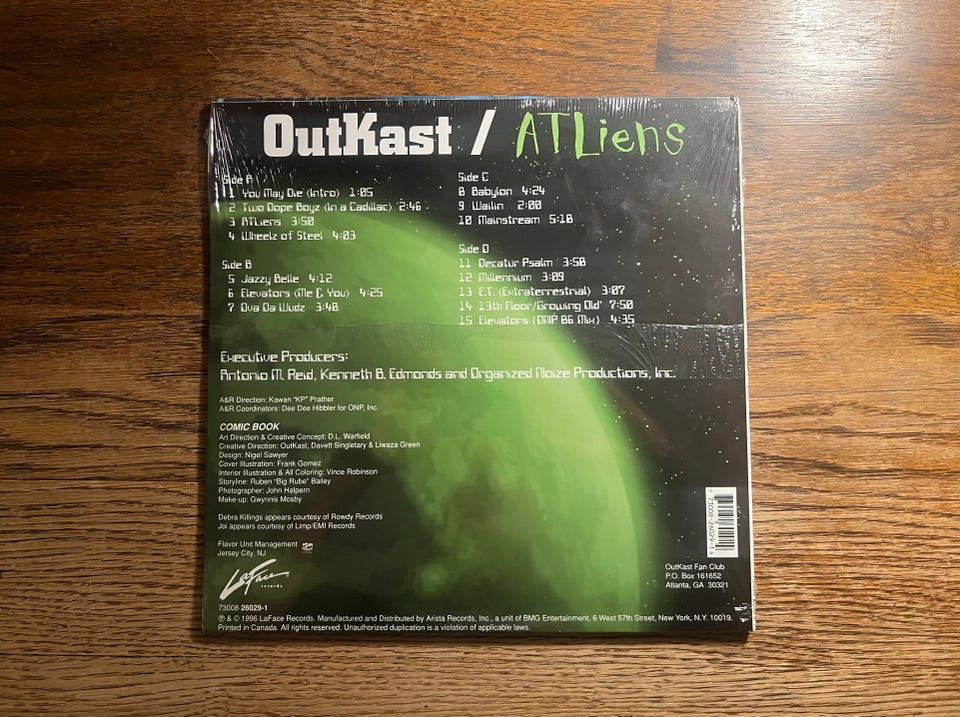 OutKast / ATLiens
Side A
1 You May Die (Intro) 1:05
2 Two Dope Boyz (In a Cadillac) 2:46
3 ATLiens 3:50
4 Wheelz of Steel 4:03
Side B
5 Jazzy Belle 4:12
6 Elevators (Me & You) 4:25
7 Ova Da Wudz 3:48
Side C
8 Babylon 4:24
9 Wailin 2:00
10 Mainstream 5:18
Side D
11 Decatur Psalm 3:58
12 Millennium 3:09
13 E.T. (Extraterrestrial) 3:07
14 13th Floor/Growing Old 7:50
15 Elevators (ONP 86 Mix) 4:35
Executive Producers:
Antonio M. Reid, Kenneth B. Edmonds and Organized Noize Productions, Inc.
A&R Direction: Kawan "KP" Prather
A&R Coordinators: Dee Dee Hibbler for ONP, Inc.
COMIC BOOK
Art Direction & Creative Concept: D.L. Warfield
Creative Direction: OutKast, Davett Singletary & Liwaza Green
Design: Nigel Sawyer
Cover Illustration: Frank Gomez
Interior Illustration & All Coloring: Vince Robinson
Storyline: Ruben "Big Rube" Bailey
Photographer: John Halpern
Make-up: Gwynnis Mosby
Debra Killings appears courtesy of Rowdy Records
Joi appears courtesy of Limp/EMI Records
Flavor Unit Management
Jersey City, NJ
LaFace
records
73008-26029-1
℗ & © 1996 LaFace Records. Manufactured and Distributed by Arista Records, Inc., a unit of BMG Entertainment, 6 West 57th Street, New York, N.Y. 10019.
Printed in Canada. All rights reserved. Unauthorized duplication is a violation of applicable laws.
7 73008-26029-1 4
OutKast Fan Club
P.O. Box 161652
Atlanta, GA 30321